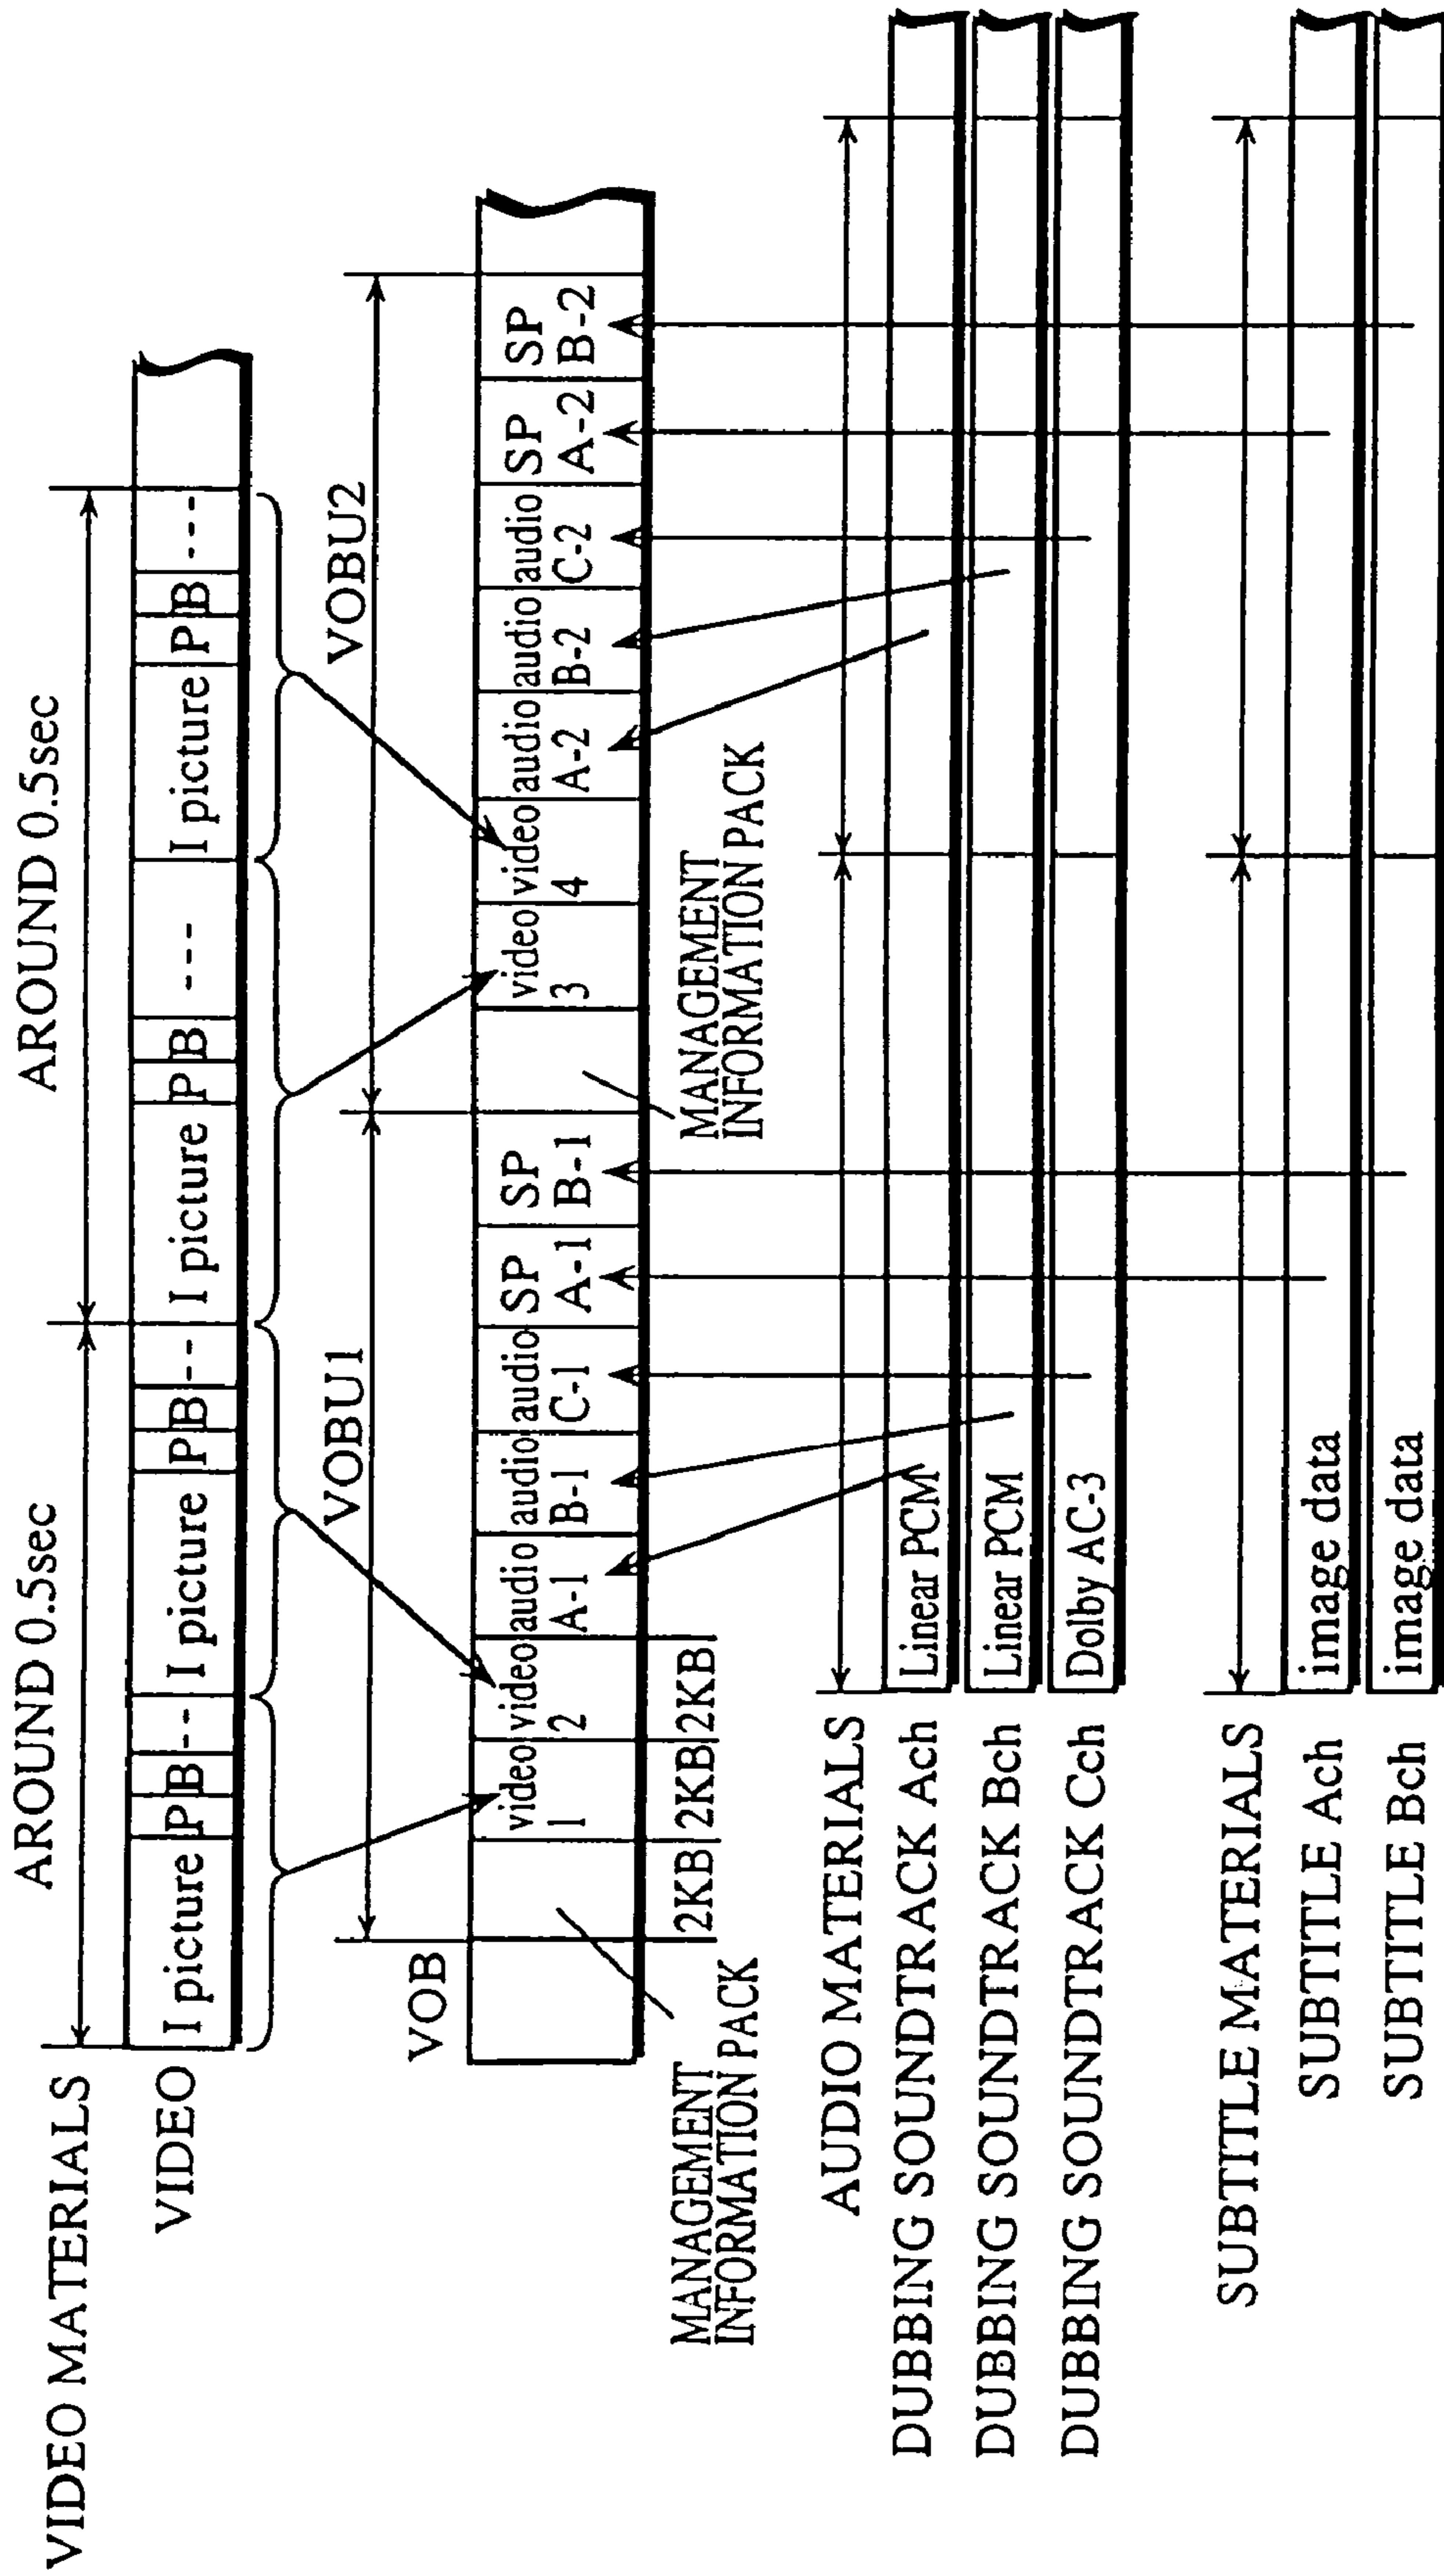 VIDEO MATERIALS
AROUND 0.5sec
AROUND 0.5sec
VIDEO
I picture P B -- I picture P B -- I picture P B --- I picture P B ---
VOB
VOBU1
VOBU2
video 1
video 2
audio A-1
audio B-1
audio C-1
SP A-1
SP B-1
video 3
video 4
audio A-2
audio B-2
audio C-2
SP A-2
SP B-2
2KB 2KB 2KB
MANAGEMENT
INFORMATION PACK
MANAGEMENT
INFORMATION PACK
AUDIO MATERIALS
DUBBING SOUNDTRACK Ach
Linear PCM
DUBBING SOUNDTRACK Bch
Linear PCM
DUBBING SOUNDTRACK Cch
Dolby AC-3
SUBTITLE MATERIALS
SUBTITLE Ach
image data
SUBTITLE Bch
image data